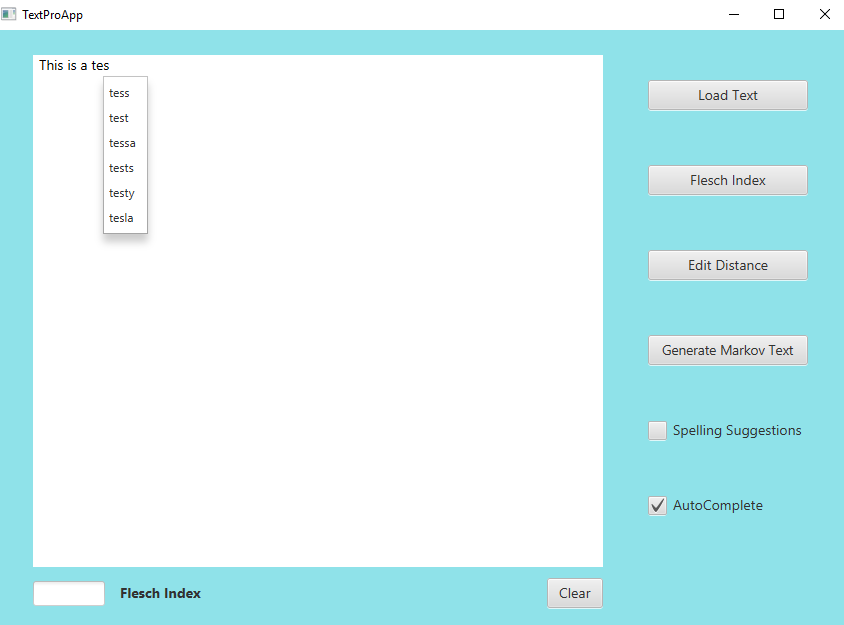 TextProApp
This is a tes
tess
test
tessa
tests
testy
tesla
Load Text
Flesch Index
Edit Distance
Generate Markov Text
Spelling Suggestions
AutoComplete
Flesch Index
Clear